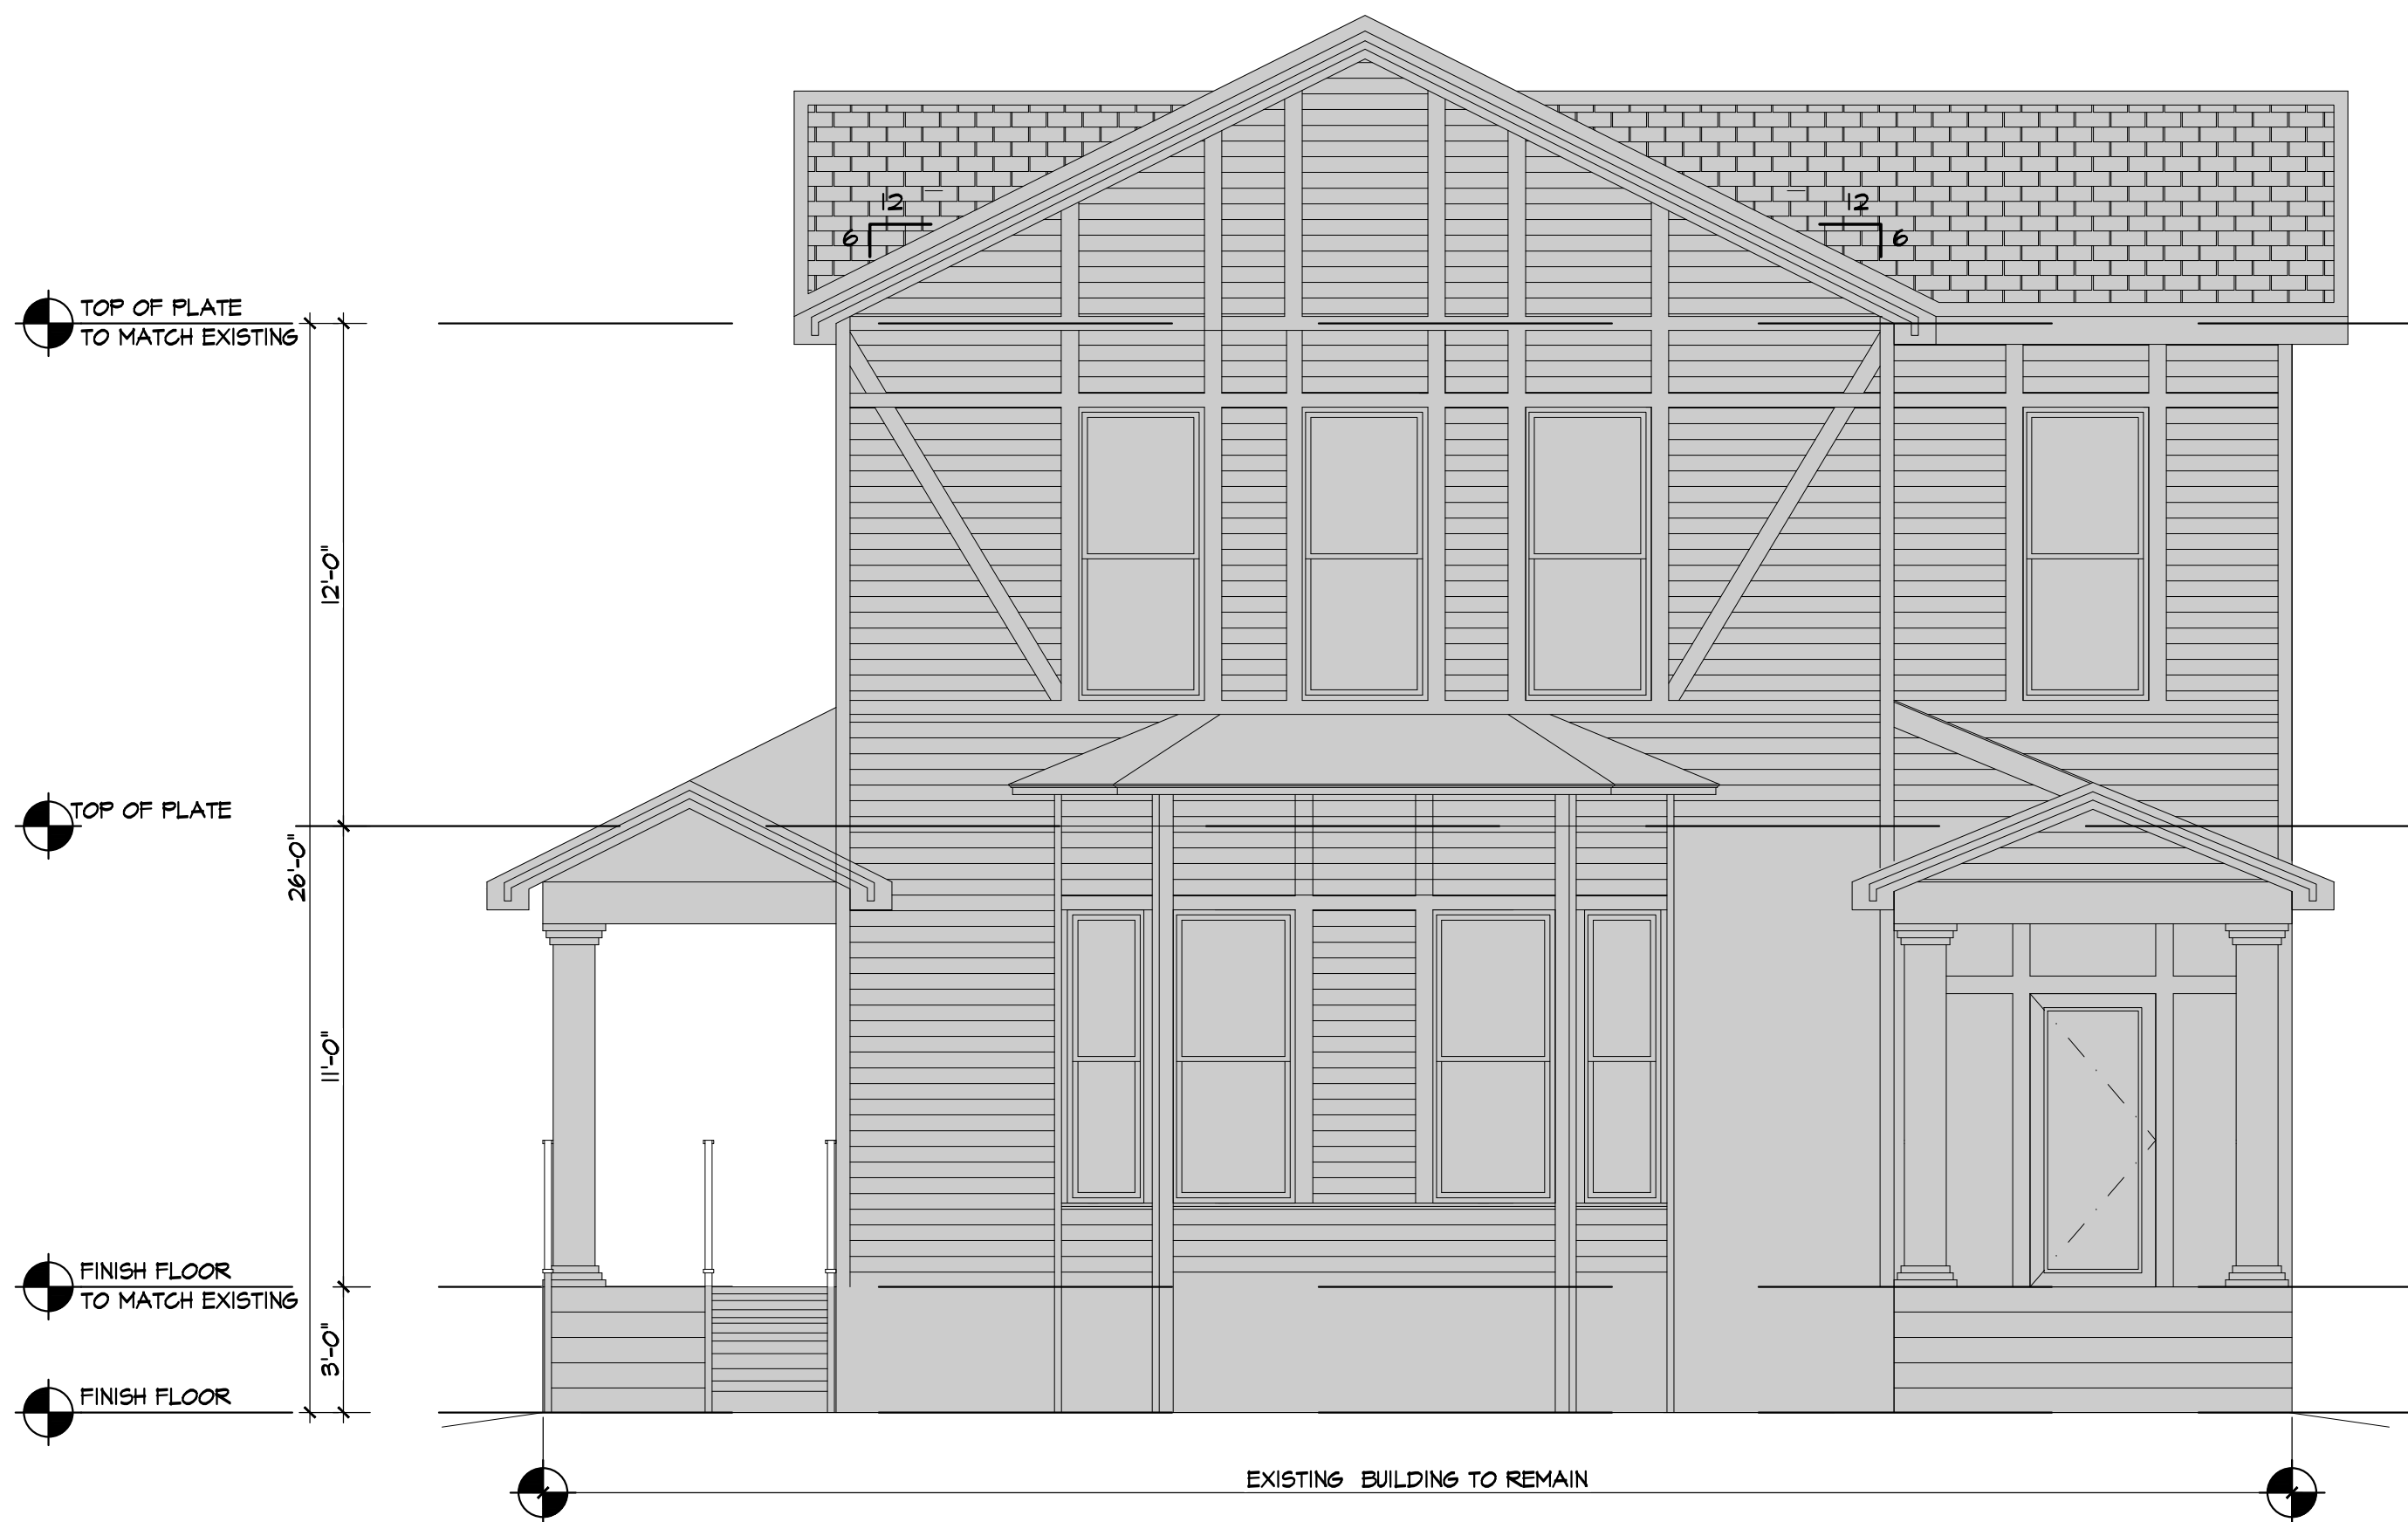 12
6
12
6
TOP OF PLATE
TO MATCH EXISTING
12'-0"
TOP OF PLATE
26'-0"
11'-0"
FINISH FLOOR
TO MATCH EXISTING
3'-0"
FINISH FLOOR
EXISTING BUILDING TO REMAIN